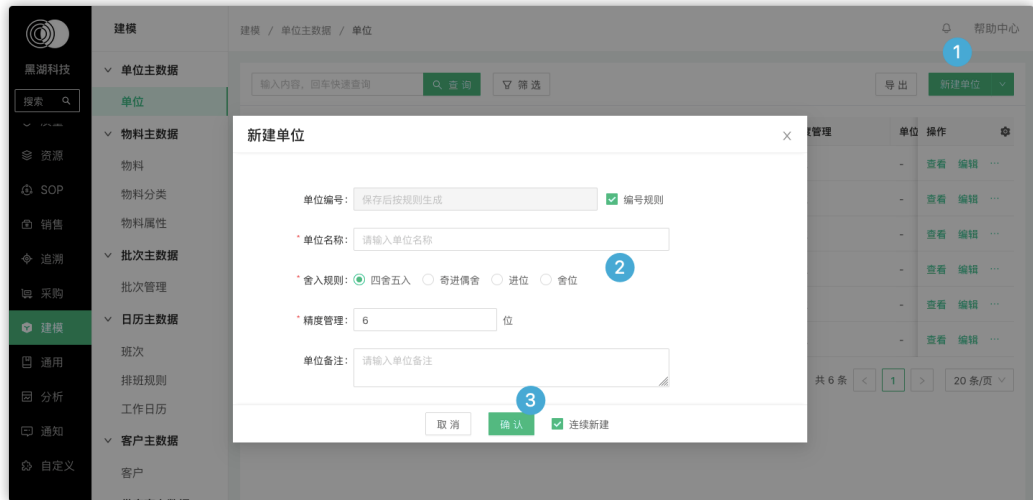 建模
建模 / 单位主数据 / 单位
帮助中心
1
黑湖科技
搜索
资源
SOP
销售
追溯
采购
建模
通用
分析
通知
自定义
单位主数据
单位
物料主数据
物料
物料分类
物料属性
批次主数据
批次管理
日历主数据
班次
排班规则
工作日历
客户主数据
客户
输入内容，回车快速查询
查 询
筛 选
导 出
新建单位
度管理 单位 操作
- 查看 编辑 ···
- 查看 编辑 ···
- 查看 编辑 ···
- 查看 编辑 ···
- 查看 编辑 ···
- 查看 编辑 ···
共 6 条 < 1 > 20 条/页
新建单位
单位编号： 保存后按规则生成 编号规则
* 单位名称： 请输入单位名称
2
* 舍入规则： 四舍五入 奇进偶舍 进位 舍位
* 精度管理： 6 位
单位备注： 请输入单位备注
3
取 消 确 认 连续新建